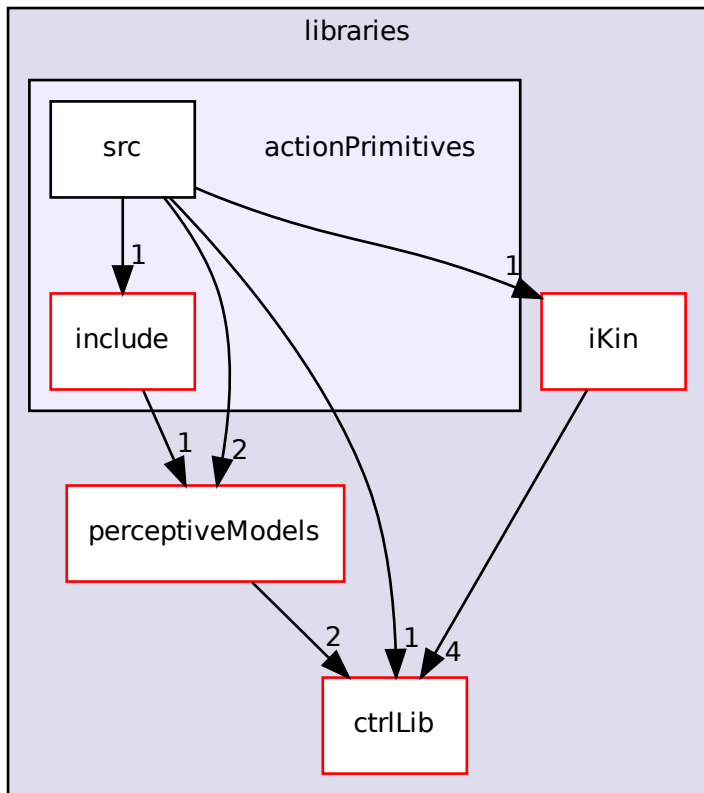 libraries
src
actionPrimitives
1
1
include
iKin
1
2
perceptiveModels
2
1
4
ctrlLib